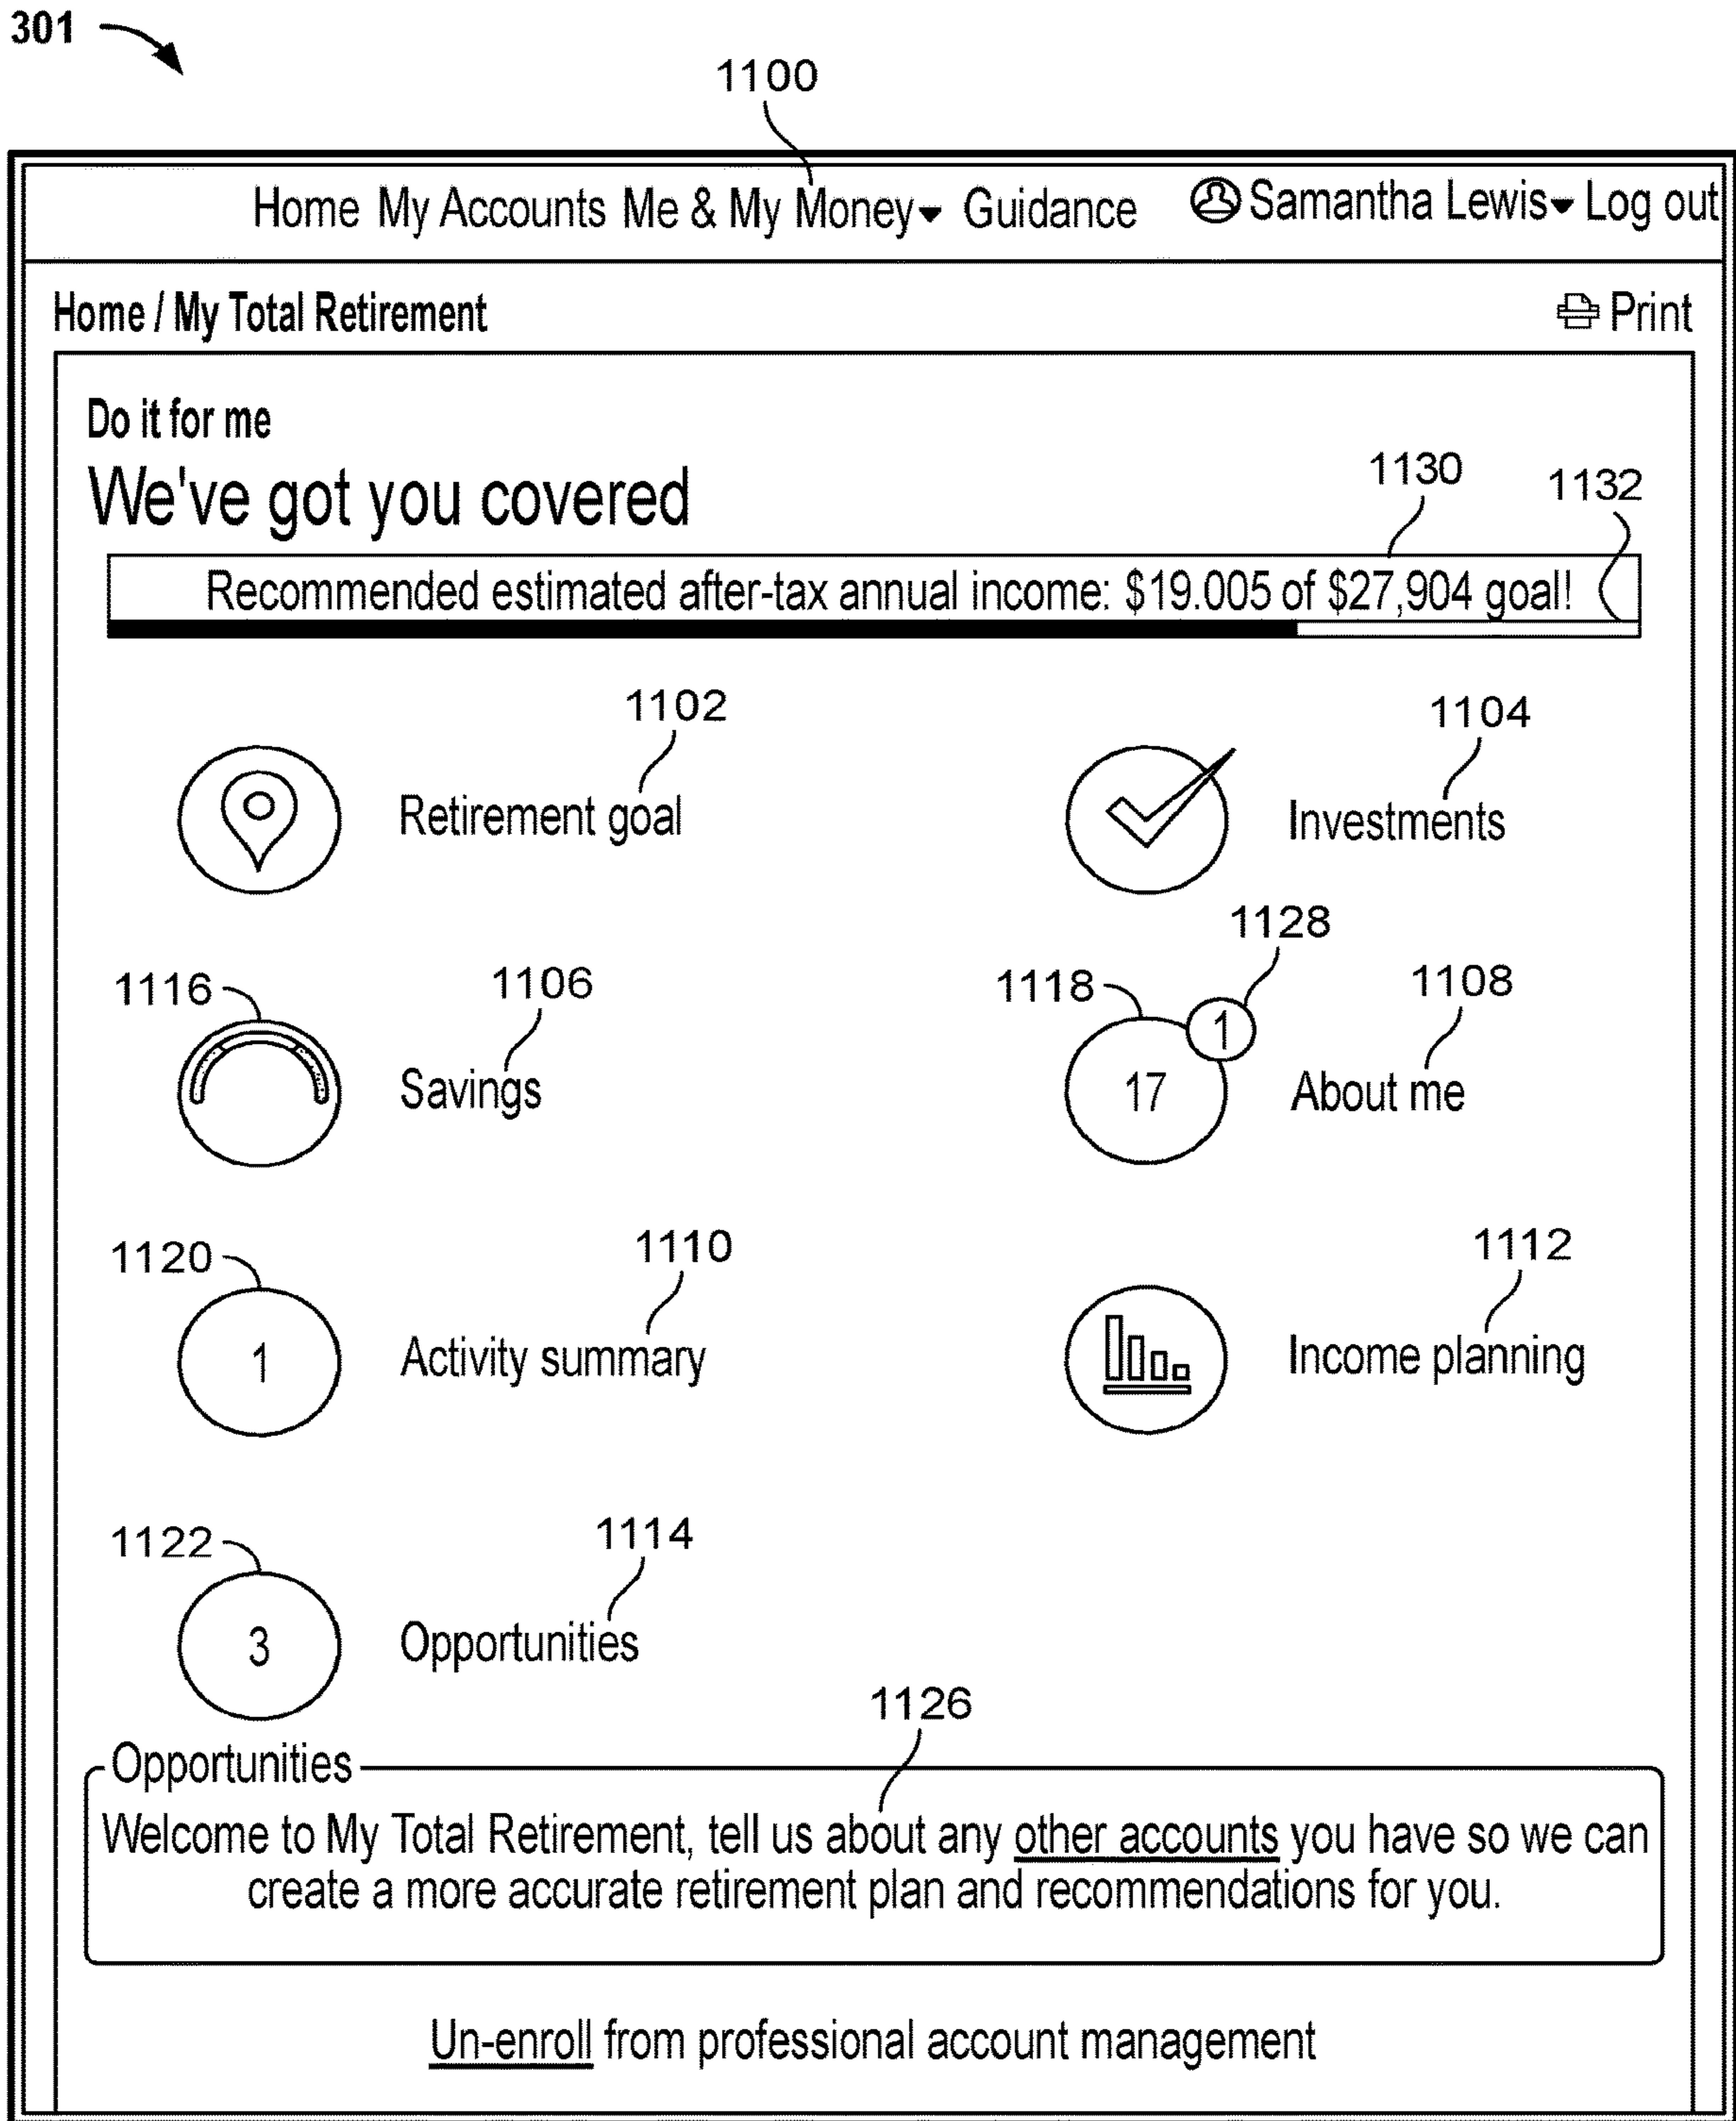 301
1100
Home My Accounts Me & My Money Guidance Samantha Lewis Log out
Home / My Total Retirement Print
Do it for me
We've got you covered
1130
1132
Recommended estimated after-tax annual income: $19.005 of $27,904 goal!
1102
1104
Retirement goal
Investments
1128
1116
1106
1118
1108
1
17
Savings
About me
1120
1110
1112
1
Activity summary
Income planning
1122
1114
3
Opportunities
1126
Opportunities
Welcome to My Total Retirement, tell us about any other accounts you have so we can
create a more accurate retirement plan and recommendations for you.
Un-enroll from professional account management